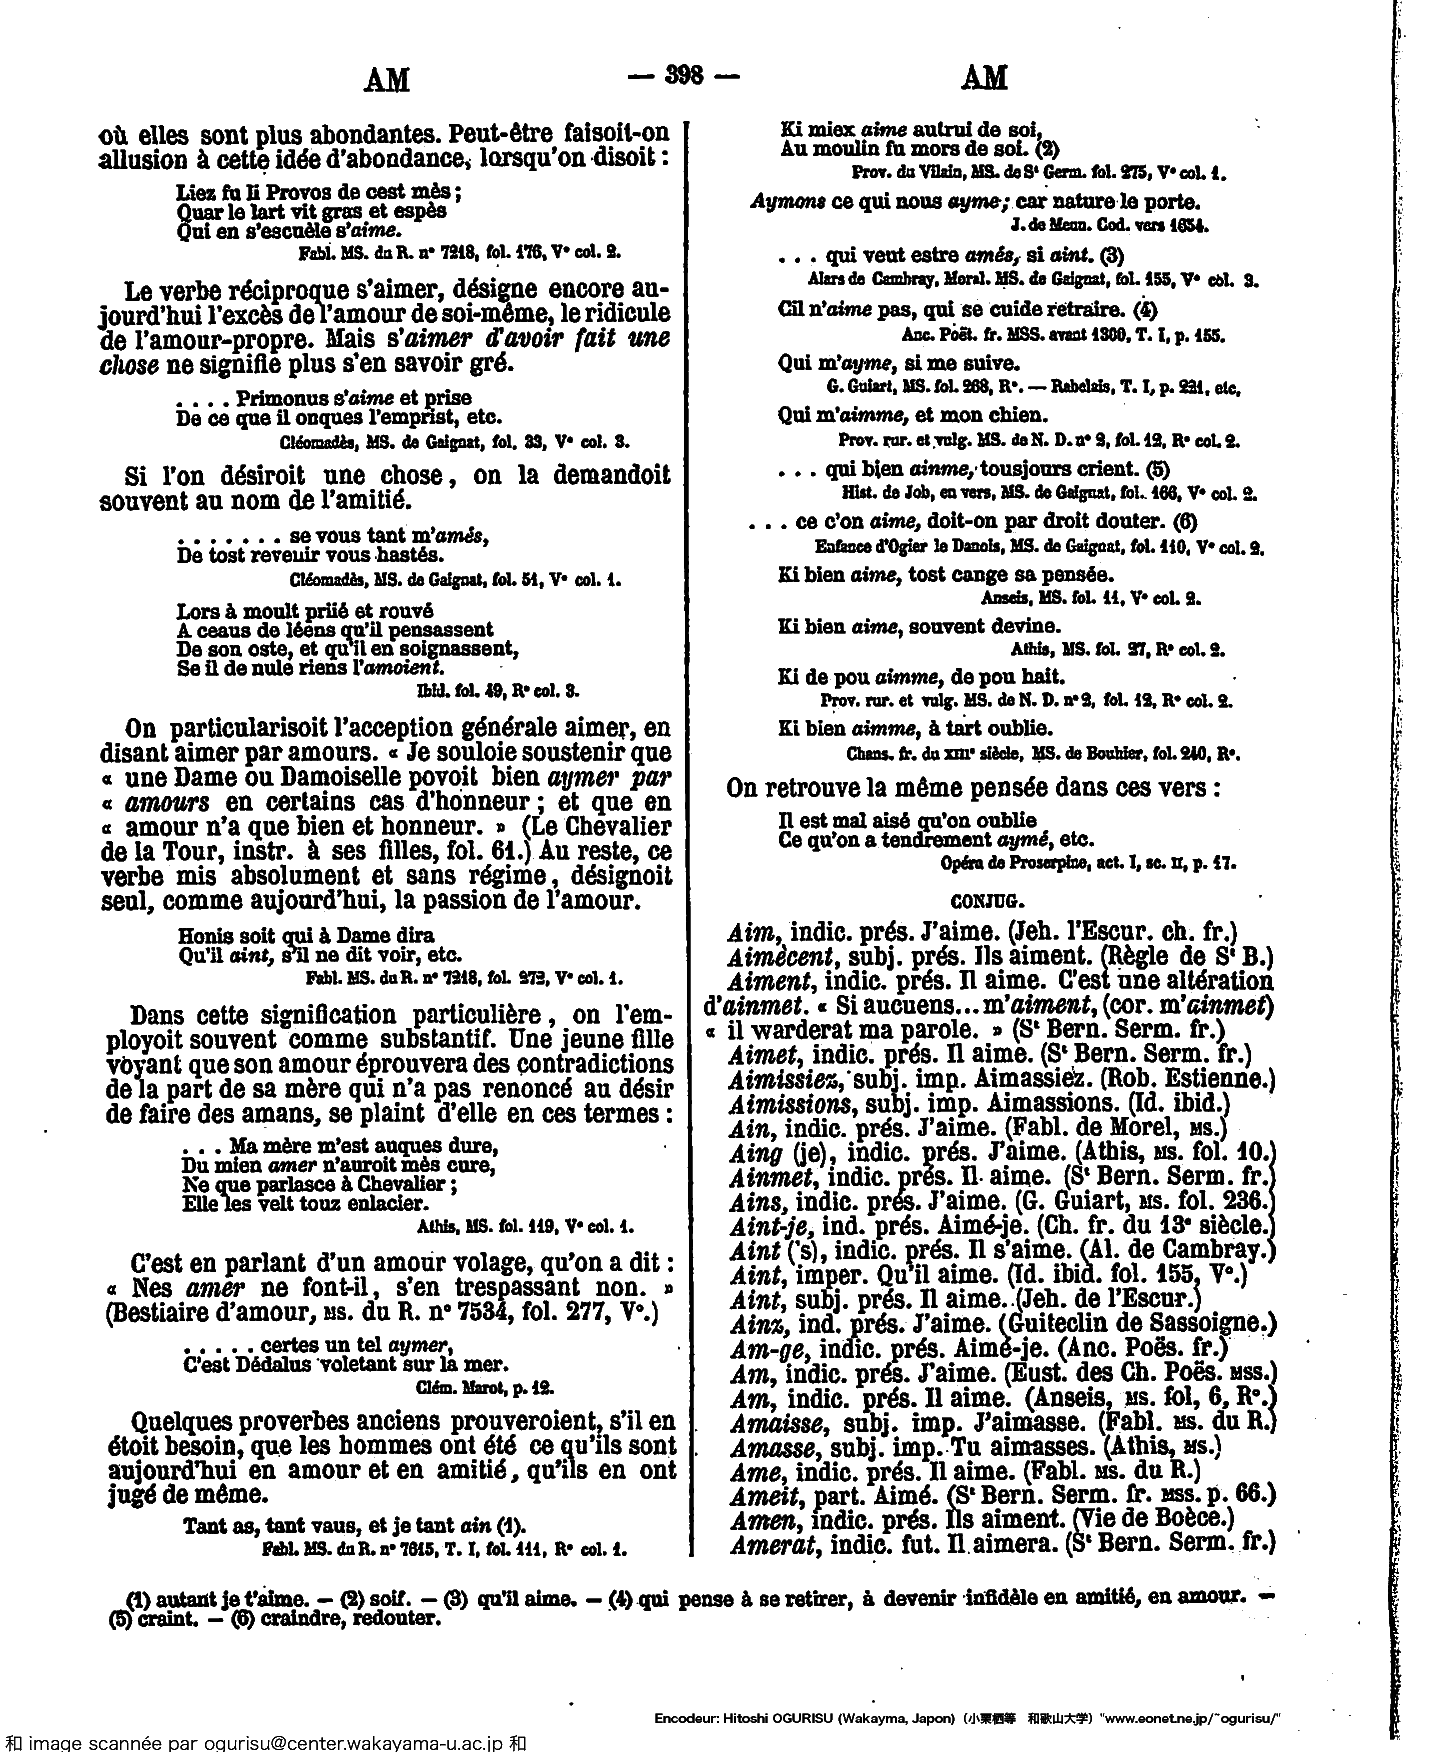 AM
— 398 —
AM
où elles sont plus abondantes. Peut-être faisoit-on
allusion à cette idée d'abondance, lorsqu'on disoit :
Liez fu li Provos de cest mès ;
Quar le lart vit gras et espès
Qui en s'escuèle s'aime.
Fabl. MS. du R. n° 7218, fol. 176, V° col. 2.
Le verbe réciproque s'aimer, désigne encore au-
jourd'hui l'excès de l'amour de soi-même, le ridicule
de l'amour-propre. Mais s'aimer d'avoir fait une
chose ne signifie plus s'en savoir gré.
. . . . Primonus s'aime et prise
De ce que il onques l'emprist, etc.
Cléomadès, MS. de Gaignat, fol. 33, V° col. 3.
Si l'on désiroit une chose, on la demandoit
souvent au nom de l'amitié.
. . . . . . . se vous tant m'amés,
De tost revenir vous hastés.
Cléomadès, MS. de Gaignat, fol. 51, V° col. 1.
Lors à moult priié et rouvé
A ceaus de léens qu'il pensassent
De son oste, et qu'il en soignassent,
Se il de nule riens l'amoient.
Ibid. fol. 49, R° col. 3.
On particularisoit l'acception générale aimer, en
disant aimer par amours. « Je souloie soustenir que
« une Dame ou Damoiselle povoit bien aymer par
« amours en certains cas d'honneur ; et que en
« amour n'a que bien et honneur. » (Le Chevalier
de la Tour, instr. à ses filles, fol. 61.) Au reste, ce
verbe mis absolument et sans régime, désignoit
seul, comme aujourd'hui, la passion de l'amour.
Honis soit qui à Dame dira
Qu'il aint, s'il ne dit voir, etc.
Fabl. MS. du R. n° 7218, fol. 272, V° col. 1.
Dans cette signification particulière, on l'em-
ployoit souvent comme substantif. Une jeune fille
voyant que son amour éprouvera des contradictions
de la part de sa mère qui n'a pas renoncé au désir
de faire des amans, se plaint d'elle en ces termes :
. . . Ma mère m'est auques dure,
Du mien amer n'auroit mès cure,
Ne que parlasce à Chevalier ;
Elle les velt touz enlacier.
Athis, MS. fol. 119, V° col. 1.
C'est en parlant d'un amour volage, qu'on a dit :
« Nes amer ne font-il, s'en trespassant non. »
(Bestiaire d'amour, MS. du R. n° 7534, fol. 277, V°.)
. . . . . certes un tel aymer,
C'est Dédalus voletant sur la mer.
Clém. Marot, p. 12.
Quelques proverbes anciens prouveroient, s'il en
étoit besoin, que les hommes ont été ce qu'ils sont
aujourd'hui en amour et en amitié, qu'ils en ont
jugé de même.
Tant as, tant vaus, et je tant ain (1).
Fabl. MS. du R. n° 7615, T. I, fol. 111, R° col. 1.
Ki miex aime autrui de soi,
Au moulin fu mors de soi. (2)
Prov. du Vilain, MS. de St Germ. fol. 275, V° col. 1.
Aymons ce qui nous ayme ; car nature le porte.
J. de Meun. Cod. vers 1634.
. . . qui veut estre amés, si aint. (3)
Alars de Cambray, Moral. MS. de Gaignat, fol. 155, V° col. 3.
Cil n'aime pas, qui se cuide retraire. (4)
Anc. Poët. fr. MSS. avant 1300, T. I, p. 155.
Qui m'ayme, si me suive.
G. Guiart, MS. fol. 268, R°. — Rabelais, T. I, p. 221, etc,
Qui m'aimme, et mon chien.
Prov. rur. et vulg. MS. de N. D. n° 2, fol. 12, R° col. 2.
. . . qui bien ainme, tousjours crient. (5)
Hist. de Job, en vers, MS. de Gaignat, fol. 166, V° col. 2.
. . . ce c'on aime, doit-on par droit douter. (6)
Enfance d'Ogier le Danois, MS. de Gaignat, fol. 110, V° col. 2.
Ki bien aime, tost cange sa pensée.
Anseis, MS. fol. 11, V° col. 2.
Ki bien aime, souvent devine.
Athis, MS. fol. 27, R° col. 2.
Ki de pou aimme, de pou hait.
Prov. rur. et vulg. MS. de N. D. n° 2, fol. 12, R° col. 2.
Ki bien aimme, à tart oublie.
Chans. fr. du XIIIe siècle, MS. de Bouhier, fol. 240, R°.
On retrouve la même pensée dans ces vers :
Il est mal aisé qu'on oublie
Ce qu'on a tendrement aymé, etc.
Opéra de Proserpine, act. I, sc. II, p. 17.
CONJUG.
Aim, indic. prés. J'aime. (Jeh. l'Escur. ch. fr.)
Aimecent, subj. prés. Ils aiment. (Règle de St B.)
Aiment, indic. prés. Il aime. C'est une altération
d'ainmet. « Si aucuens... m'aiment, (cor. m'ainmet)
« il warderat ma parole. » (St Bern. Serm. fr.)
Aimet, indic. prés. Il aime. (St Bern. Serm. fr.)
Aimissiez, subj. imp. Aimassiez. (Rob. Estienne.)
Aimissions, subj. imp. Aimassions. (Id. ibid.)
Ain, indic. prés. J'aime. (Fabl. de Morel, MS.)
Aing (je), indic. prés. J'aime. (Athis, MS. fol. 10.)
Ainmet, indic. prés. Il aime. (St Bern. Serm. fr.)
Ains, indic. prés. J'aime. (G. Guiart, MS. fol. 236.)
Aint-je, ind. prés. Aimé-je. (Ch. fr. du 13e siècle.)
Aint ('s), indic. prés. Il s'aime. (Al. de Cambray.)
Aint, imper. Qu'il aime. (Id. ibid. fol. 155, V°.)
Aint, subj. prés. Il aime. (Jeh. de l'Escur.)
Ainz, ind. prés. J'aime. (Guiteclin de Sassoigne.)
Am-ge, indic. prés. Aimé-je. (Anc. Poës. fr.)
Am, indic. prés. J'aime. (Eust. des Ch. Poës. MSS.)
Am, indic. prés. Il aime. (Anseis, MS. fol, 6, R°.)
Amaisse, subj. imp. J'aimasse. (Fabl. MS. du R.)
Amasse, subj. imp. Tu aimasses. (Athis, MS.)
Ame, indic. prés. Il aime. (Fabl. MS. du R.)
Ameit, part. Aimé. (St Bern. Serm. fr. MSS. p. 66.)
Amen, indic. prés. Ils aiment. (Vie de Boèce.)
Amerat, indic. fut. Il aimera. (St Bern. Serm. fr.)
(1) autant je t'aime. — (2) soif. — (3) qu'il aime. — (4) qui pense à se retirer, à devenir infidèle en amitié, en amour. —
(5) craint. — (6) craindre, redouter.
Encodeur: Hitoshi OGURISU (Wakayma, Japon) (小栗栖等 和歌山大学) "www.eonet.ne.jp/~ogurisu/"
和 image scannée par ogurisu@center.wakayama-u.ac.jp 和